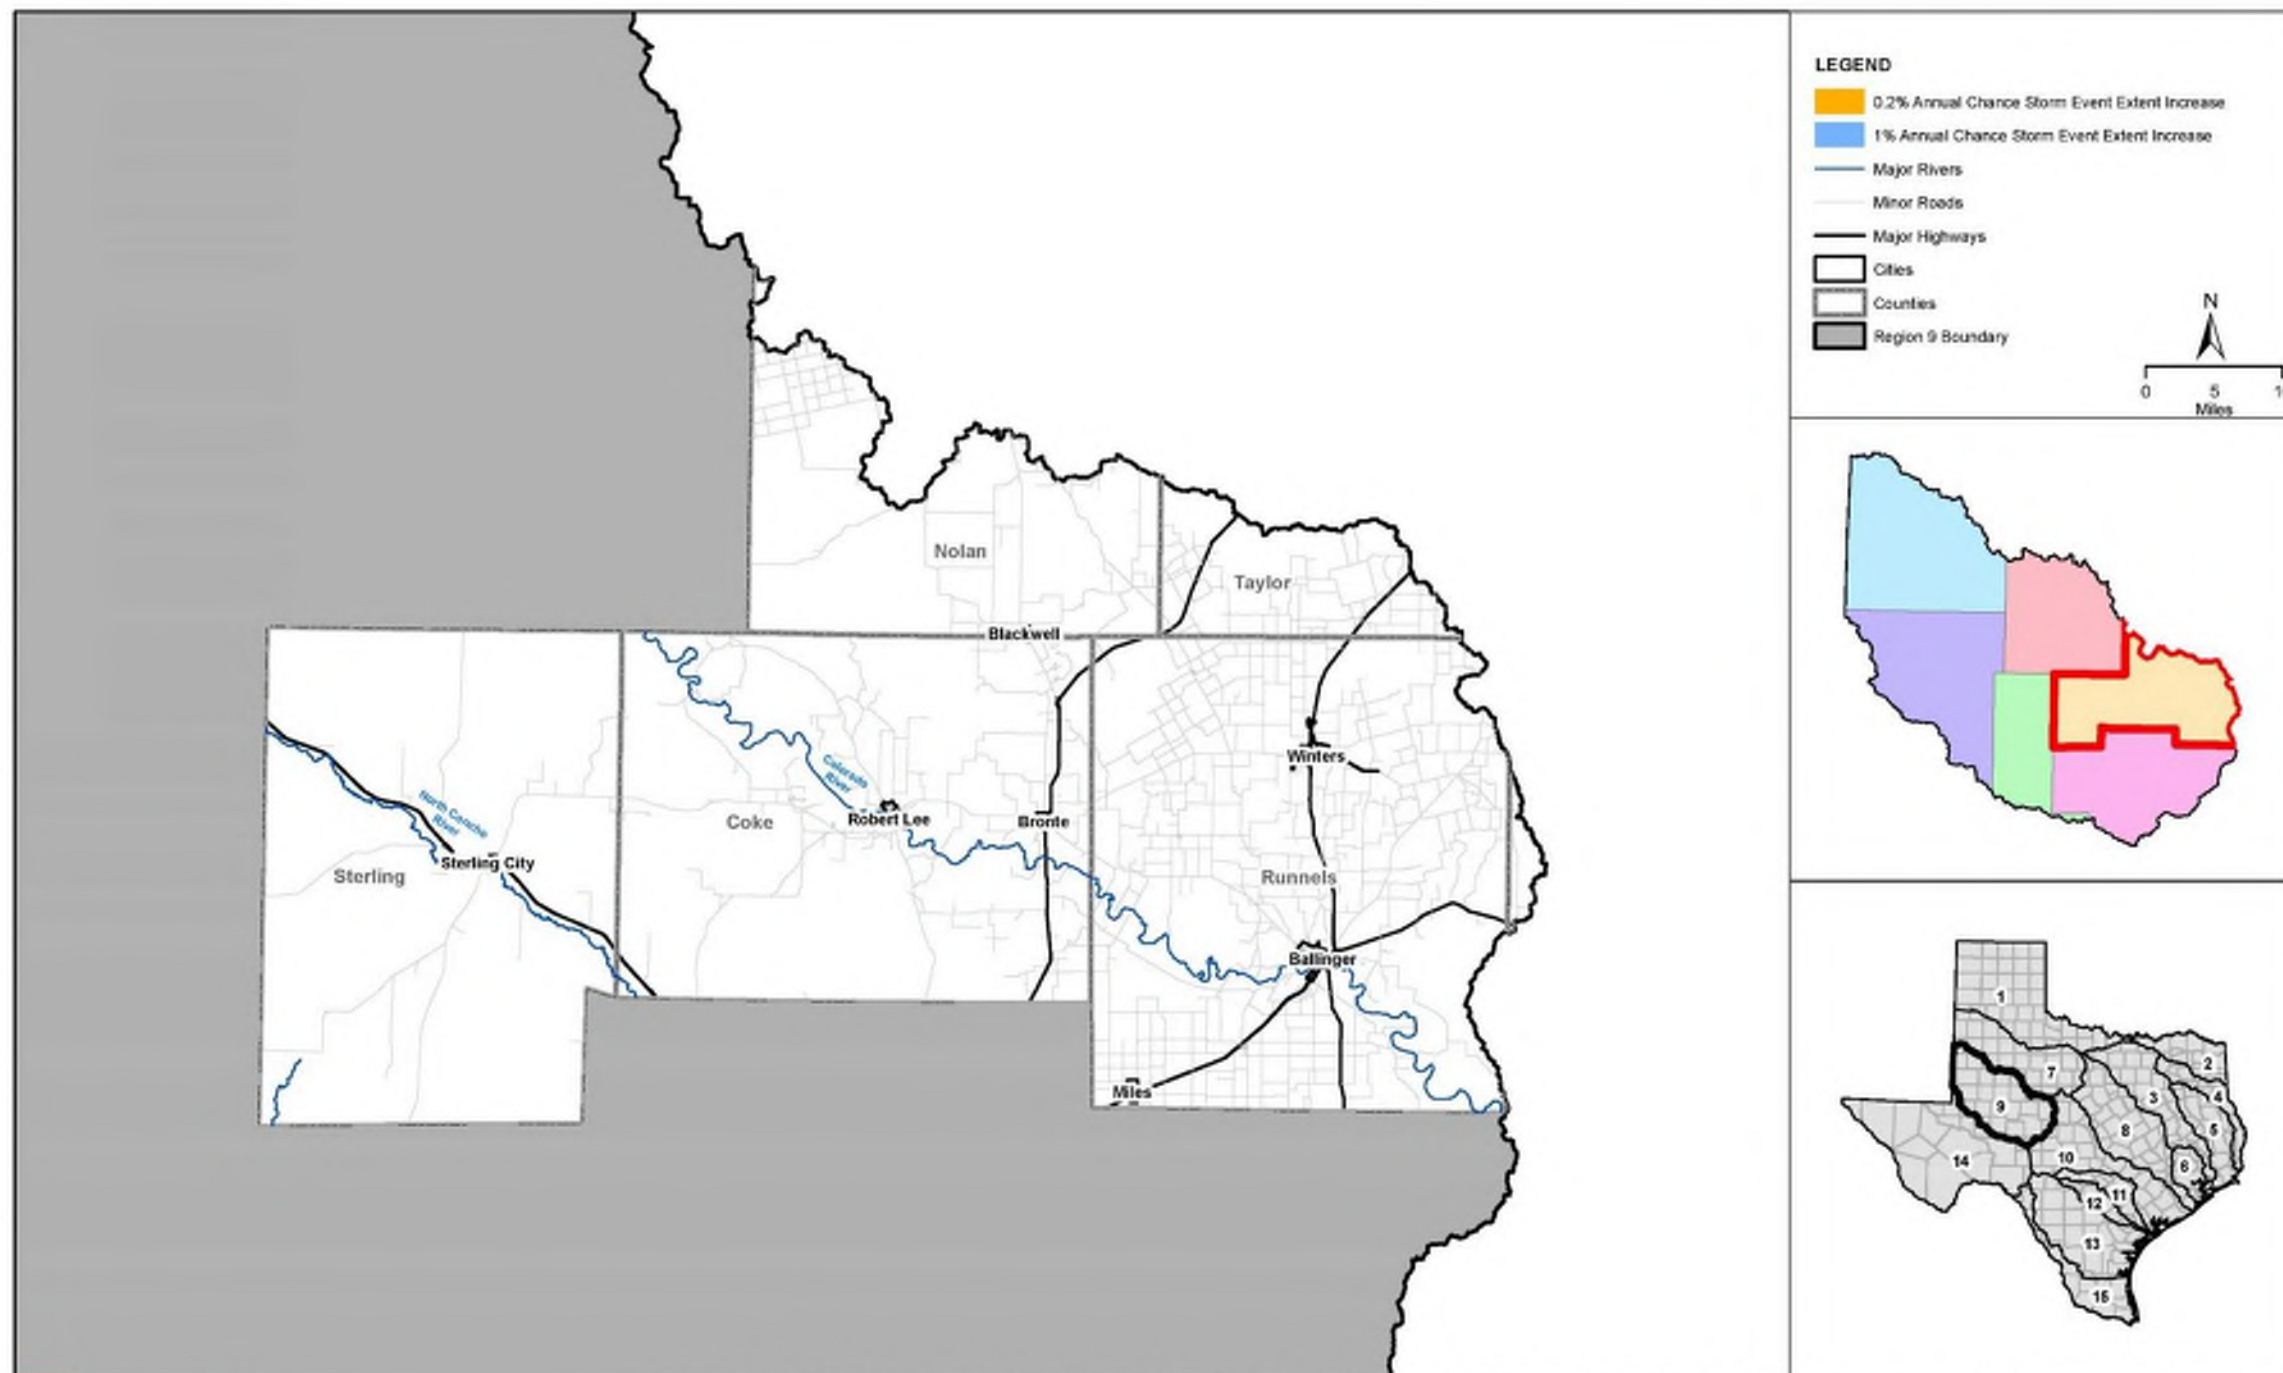 LEGEND
0.2% Annual Chance Storm Event Extent Increase
1% Annual Chance Storm Event Extent Increase
Major Rivers
Minor Roads
Major Highways
Cities
Counties
Region 9 Boundary
N
0 5
Miles
Nolan
Taylor
Blackwell
Winters
Colorado
River
North Concho
River
Coke
Robert Lee
Bronte
Sterling City
Sterling
Runnels
Ballinger
Miles
1
2
7
3
4
9
8
5
14
10
6
12
11
13
15